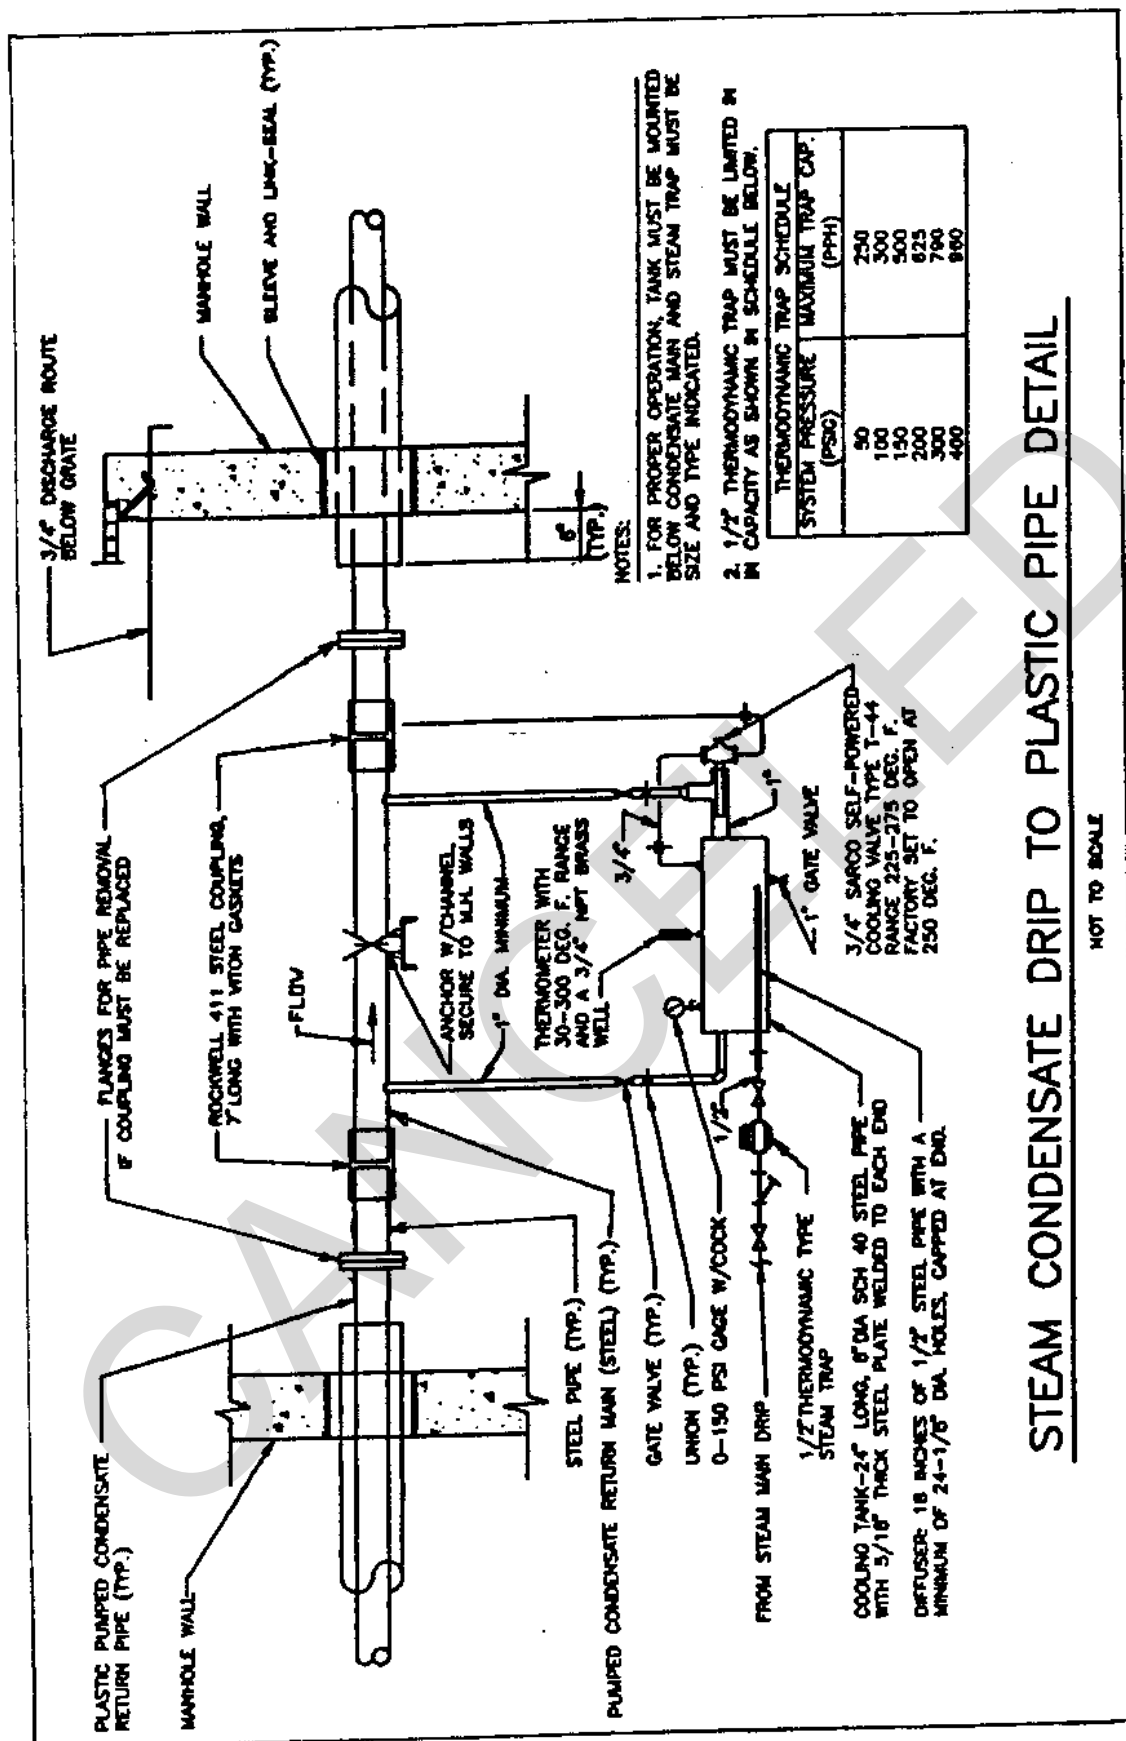 3/4" DISCHARGE ROUTE
BELOW GRATE
MANHOLE WALL
SLEEVE AND LINK-SEAL (TYP.)
FLANGES FOR PIPE REMOVAL
IF COUPLING MUST BE REPLACED
ROCKWELL 411 STEEL COUPLING,
7" LONG WITH VITON GASKETS
FLOW
PLASTIC PUMPED CONDENSATE
RETURN PIPE (TYP.)
MANHOLE WALL
6"
(TYP.)
ANCHOR W/CHANNEL
SECURE TO M.H. WALLS
1" DIA. MINIMUM
THERMOMETER WITH
30-300 DEG. F. RANGE
AND A 3/4" NPT BRASS
WELL
3/4"
1"
1" GATE VALVE
3/4" SARCO SELF-POWERED
COOLING VALVE TYPE T-44
RANGE 225-275 DEG. F.
FACTORY SET TO OPEN AT
250 DEG. F.
STEEL PIPE (TYP.)
PUMPED CONDENSATE RETURN MAIN (STEEL) (TYP.)
GATE VALVE (TYP.)
UNION (TYP.)
0-150 PSI GAGE W/COCK
1/2"
FROM STEAM MAIN DRIP
1/2" THERMODYNAMIC TYPE
STEAM TRAP
COOLING TANK-24" LONG, 8" DIA SCH 40 STEEL PIPE
WITH 5/16" THICK STEEL PLATE WELDED TO EACH END
DIFFUSER: 18 INCHES OF 1/2" STEEL PIPE WITH A
MINIMUM OF 24-1/8" DIA. HOLES, CAPPED AT END.
NOTES:
1. FOR PROPER OPERATION, TANK MUST BE MOUNTED
BELOW CONDENSATE MAIN AND STEAM TRAP MUST BE
SIZE AND TYPE INDICATED.
2. 1/2" THERMODYNAMIC TRAP MUST BE LIMITED IN
IN CAPACITY AS SHOWN IN SCHEDULE BELOW.
THERMODYNAMIC TRAP SCHEDULE
SYSTEM PRESSURE MAXIMUM TRAP CAP.
(PSIG) (PPH)
50 250
100 300
150 500
200 625
300 790
400 960
STEAM CONDENSATE DRIP TO PLASTIC PIPE DETAIL
NOT TO SCALE
CANCELED